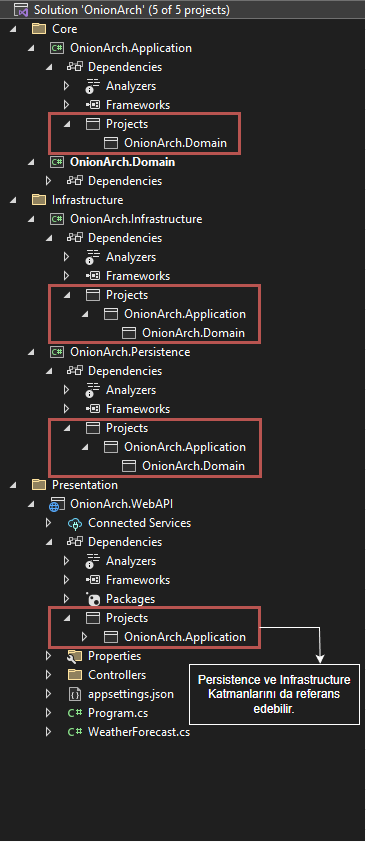 Solution 'OnionArch' (5 of 5 projects)
Core
OnionArch.Application
Dependencies
Analyzers
Frameworks
Projects
OnionArch.Domain
OnionArch.Domain
Dependencies
Infrastructure
OnionArch.Infrastructure
Dependencies
Analyzers
Frameworks
Projects
OnionArch.Application
OnionArch.Domain
OnionArch.Persistence
Dependencies
Analyzers
Frameworks
Projects
OnionArch.Application
OnionArch.Domain
Presentation
OnionArch.WebAPI
Connected Services
Dependencies
Analyzers
Frameworks
Packages
Projects
OnionArch.Application
Properties
Controllers
appsettings.json
Program.cs
WeatherForecast.cs
Persistence ve Infrastructure
Katmanlarını da referans
edebilir.